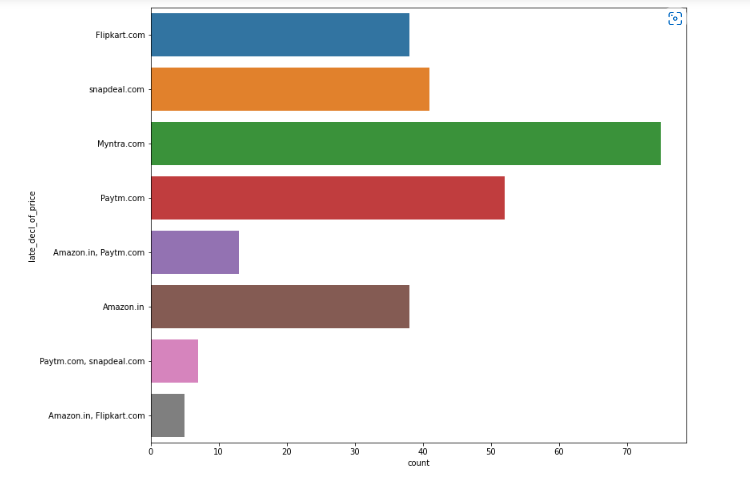 Flipkart.com
snapdeal.com
Myntra.com
Paytm.com
Amazon.in, Paytm.com
Amazon.in
Paytm.com, snapdeal.com
Amazon.in, Flipkart.com
late_decl_of_price
0 10 20 30 40 50 60 70
count